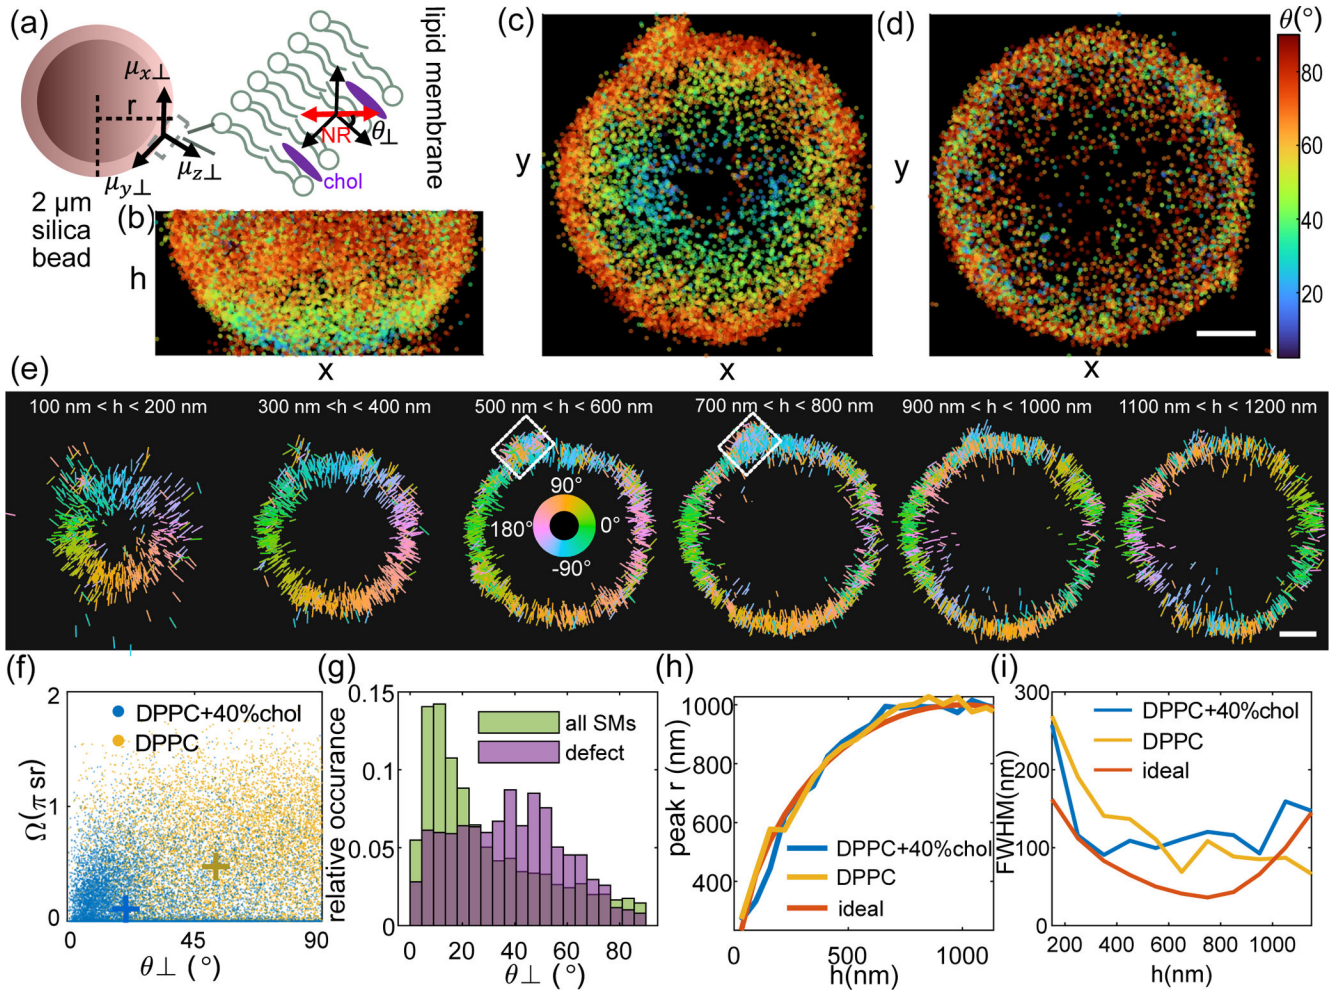 (a)
μx⊥
r
μy⊥
μz⊥
2 μm
silica
bead
NR
θ⊥
chol
lipid membrane
(b)
h
x
(c)
y
x
(d)
y
x
θ(°)
80
60
40
20
(e)
100 nm < h < 200 nm
300 nm <h < 400 nm
500 nm < h < 600 nm
700 nm < h < 800 nm
900 nm < h < 1000 nm
1100 nm < h < 1200 nm
90°
180°
0°
-90°
(f)
2
1
0
Ω(π sr)
DPPC+40%chol
DPPC
0
45
90
θ⊥ (°)
(g)
0.15
0.1
0.05
0
relative occurance
all SMs
defect
0
20
40
60
80
θ⊥ (°)
(h)
1000
800
600
400
peak r (nm)
DPPC+40%chol
DPPC
ideal
0
500
1000
h(nm)
(i)
300
200
100
0
FWHM(nm)
DPPC+40%chol
DPPC
ideal
200
400
600
800
1000
h(nm)